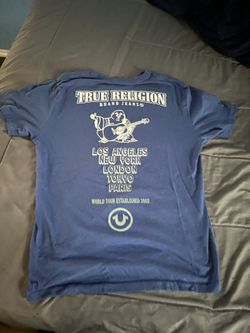 TRUE RELIGION
BRAND JEANS
LOS ANGELES
NEW YORK
LONDON
TOKYO
PARIS
WORLD TOUR ESTABLISHED 2002